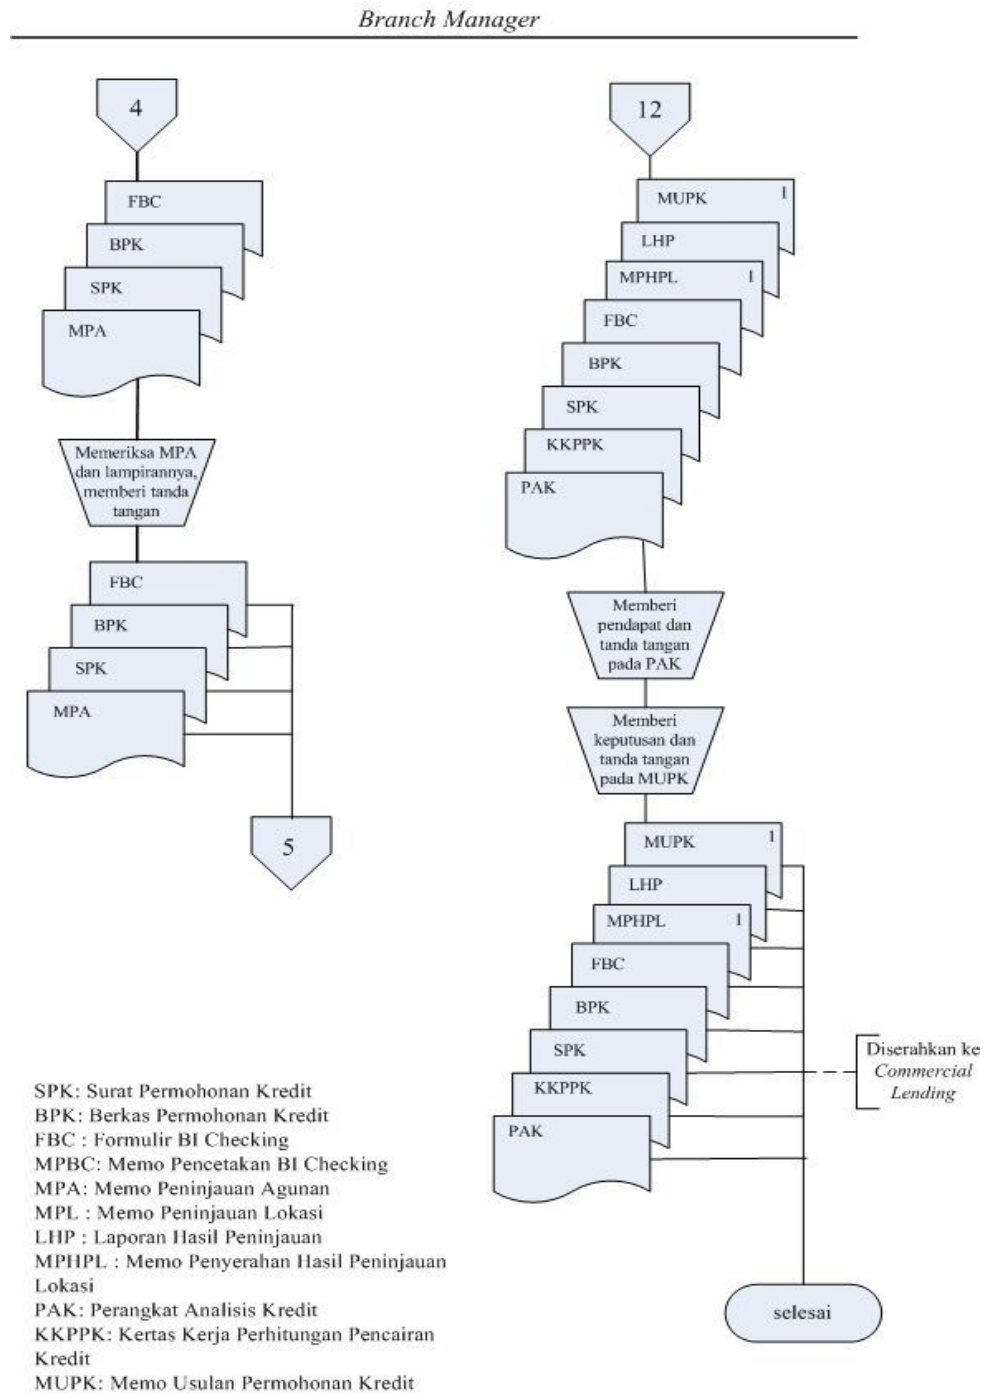 Branch Manager
4
FBC
BPK
SPK
MPA
Memeriksa MPA
dan lampirannya,
memberi tanda
tangan
FBC
BPK
SPK
MPA
5
12
MUPK 1
LHP
MPHPL 1
FBC
BPK
SPK
KKPPK
PAK
Memberi
pendapat dan
tanda tangan
pada PAK
Memberi
keputusan dan
tanda tangan
pada MUPK
MUPK 1
LHP
MPHPL 1
FBC
BPK
SPK
KKPPK
PAK
Diserahkan ke
Commercial
Lending
selesai
SPK: Surat Permohonan Kredit
BPK: Berkas Permohonan Kredit
FBC : Formulir BI Checking
MPBC: Memo Pencetakan BI Checking
MPA: Memo Peninjauan Agunan
MPL : Memo Peninjauan Lokasi
LHP : Laporan Hasil Peninjauan
MPHPL : Memo Penyerahan Hasil Peninjauan
Lokasi
PAK: Perangkat Analisis Kredit
KKPPK: Kertas Kerja Perhitungan Pencairan
Kredit
MUPK: Memo Usulan Permohonan Kredit